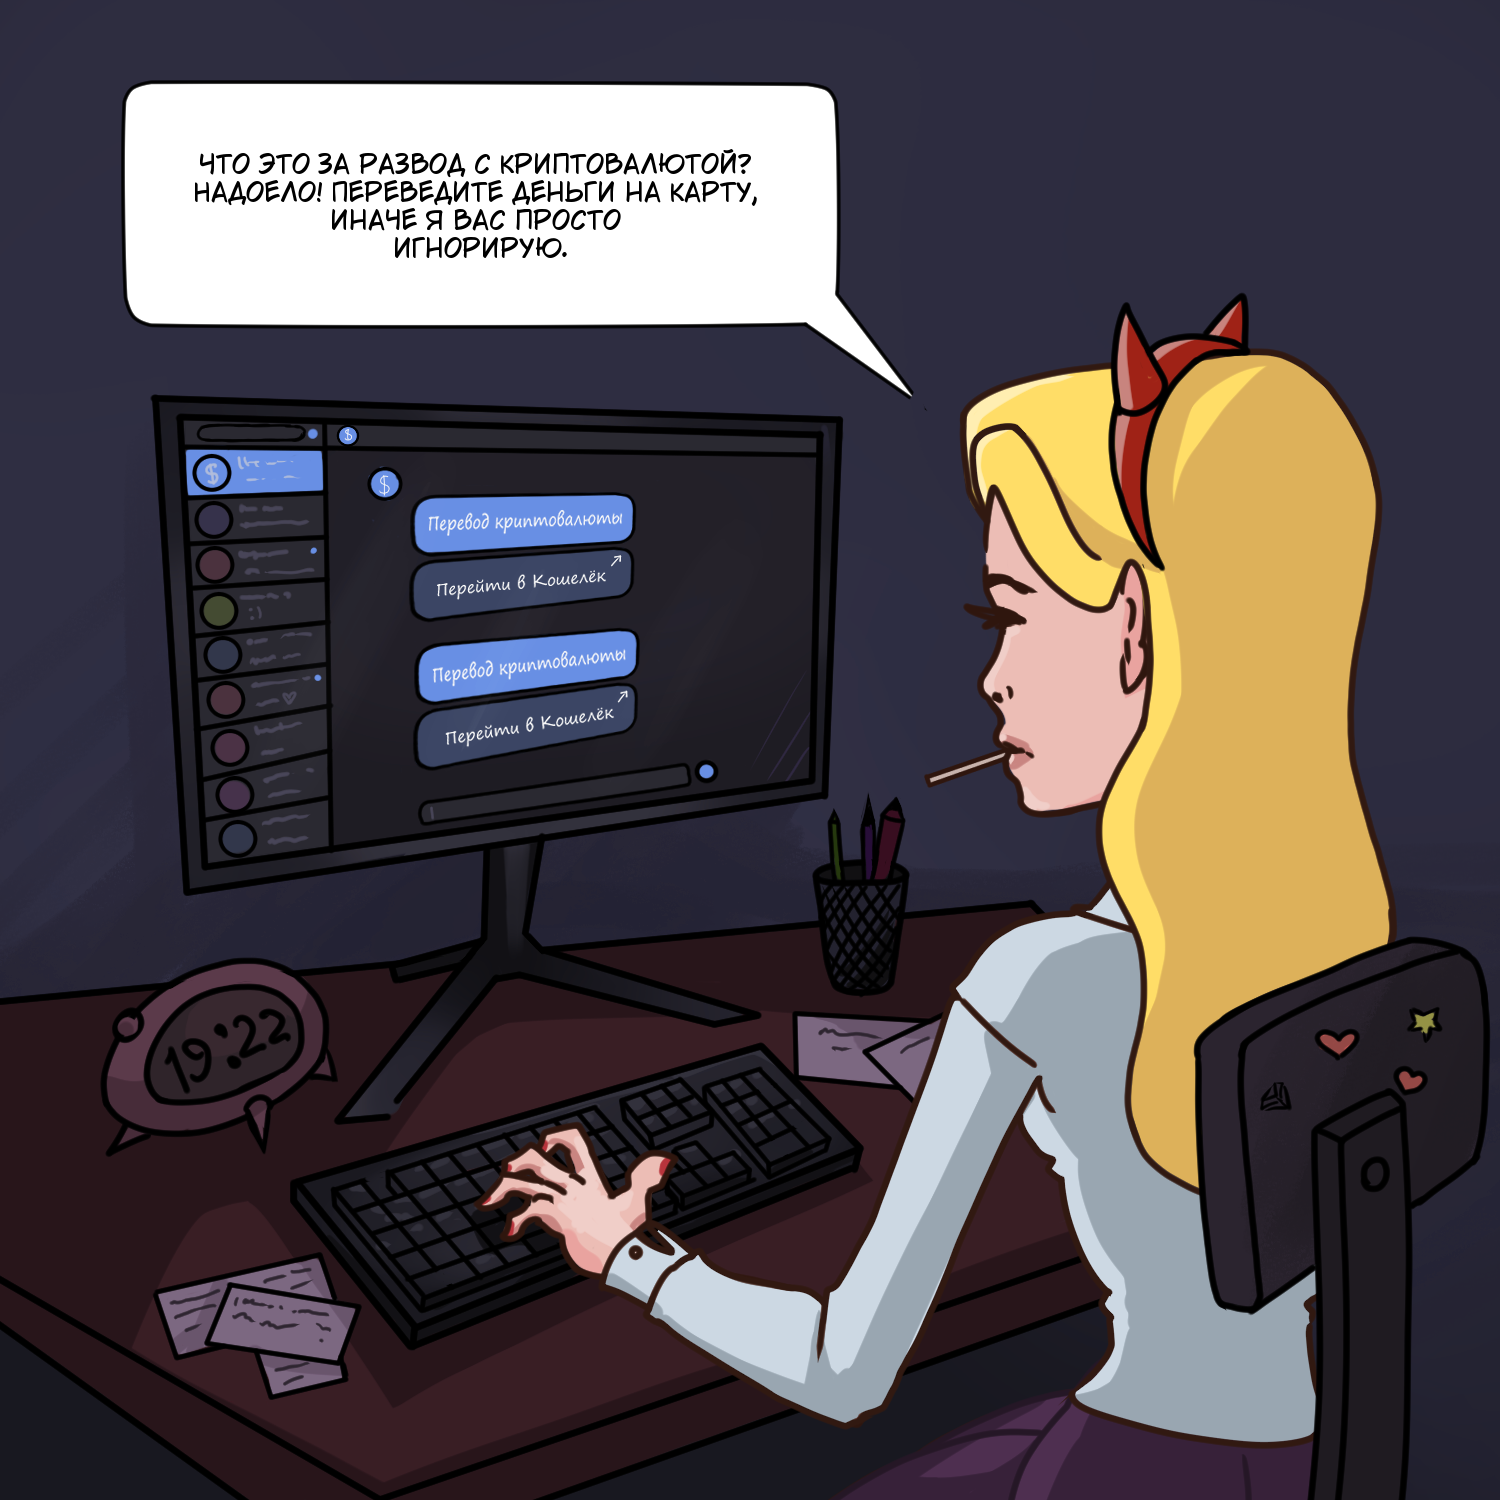 ЧТО ЭТО ЗА РАЗВОД С КРИПТОВАЛЮТОЙ?
НАДОЕЛО! ПЕРЕВЕДИТЕ ДЕНЬГИ НА КАРТУ,
ИНАЧЕ Я ВАС ПРОСТО
ИГНОРИРУЮ.
$
$
$
Перевод криптовалюты
Перейти в Кошелёк
:)
Перевод криптовалюты
Перейти в Кошелёк
19:22